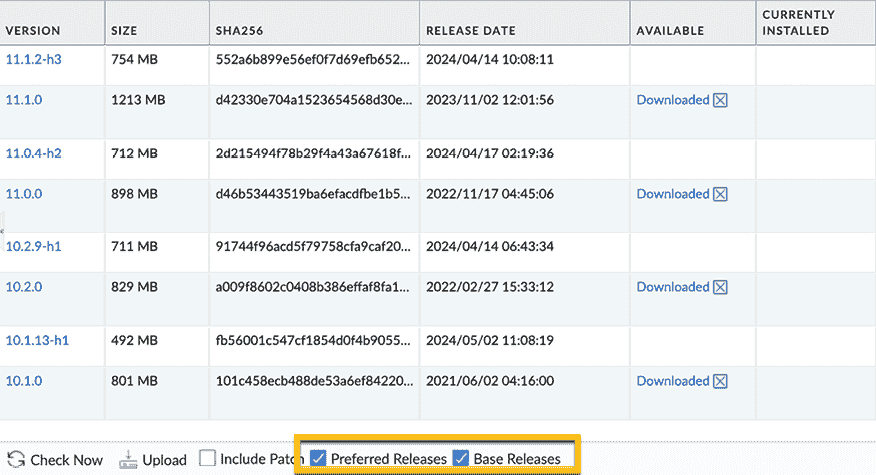 VERSION SIZE SHA256 RELEASE DATE AVAILABLE CURRENTLY INSTALLED
11.1.2-h3 754 MB 552a6b899e56ef0f7d69efb652... 2024/04/14 10:08:11
11.1.0 1213 MB d42330e704a1523654568d30e... 2023/11/02 12:01:56 Downloaded
11.0.4-h2 712 MB 2d215494f78b29f4a43a67618f... 2024/04/17 02:19:36
11.0.0 898 MB d46b53443519ba6efacdfbe1b5... 2022/11/17 04:45:06 Downloaded
10.2.9-h1 711 MB 91744f96acd5f79758cfa9caf20... 2024/04/14 06:43:34
10.2.0 829 MB a009f8602c0408b386effaf8fa1... 2022/02/27 15:33:12 Downloaded
10.1.13-h1 492 MB fb56001c547cf1854d0f4b9055... 2024/05/02 11:08:19
10.1.0 801 MB 101c458ecb488de53a6ef84220... 2021/06/02 04:16:00 Downloaded
Check Now Upload Include Patch Preferred Releases Base Releases